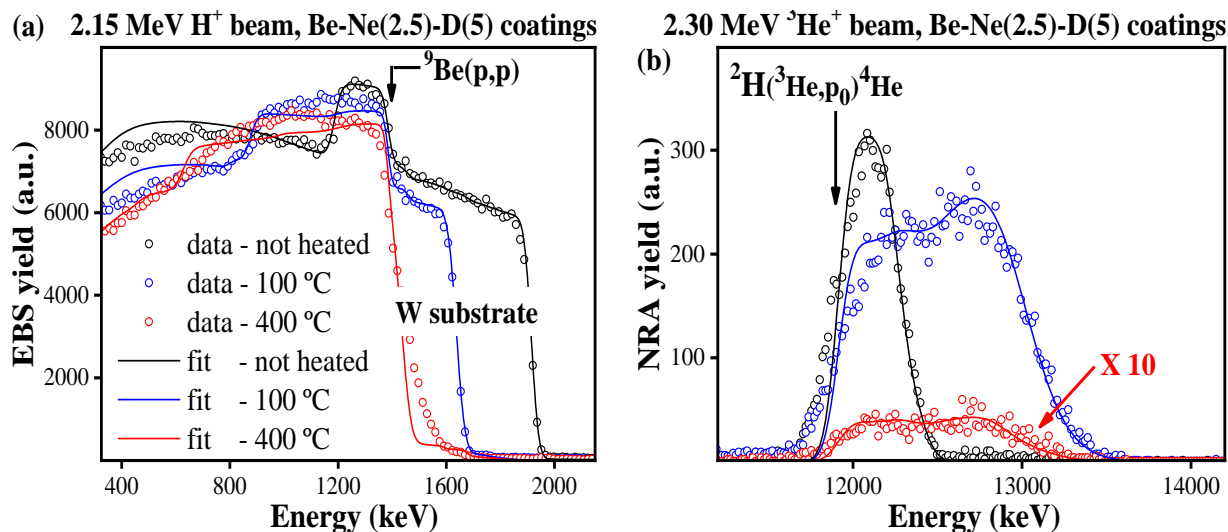 (a) 2.15 MeV H⁺ beam, Be-Ne(2.5)-D(5) coatings
⁹Be(p,p)
8000
6000
4000
2000
EBS yield (a.u.)
data - not heated
data - 100 ºC
data - 400 ºC
fit - not heated
fit - 100 ºC
fit - 400 ºC
W substrate
400 800 1200 1600 2000
Energy (keV)
2.30 MeV ³He⁺ beam, Be-Ne(2.5)-D(5) coatings
(b)
²H(³He,p₀)⁴He
300
200
100
NRA yield (a.u.)
X 10
12000 13000 14000
Energy (keV)